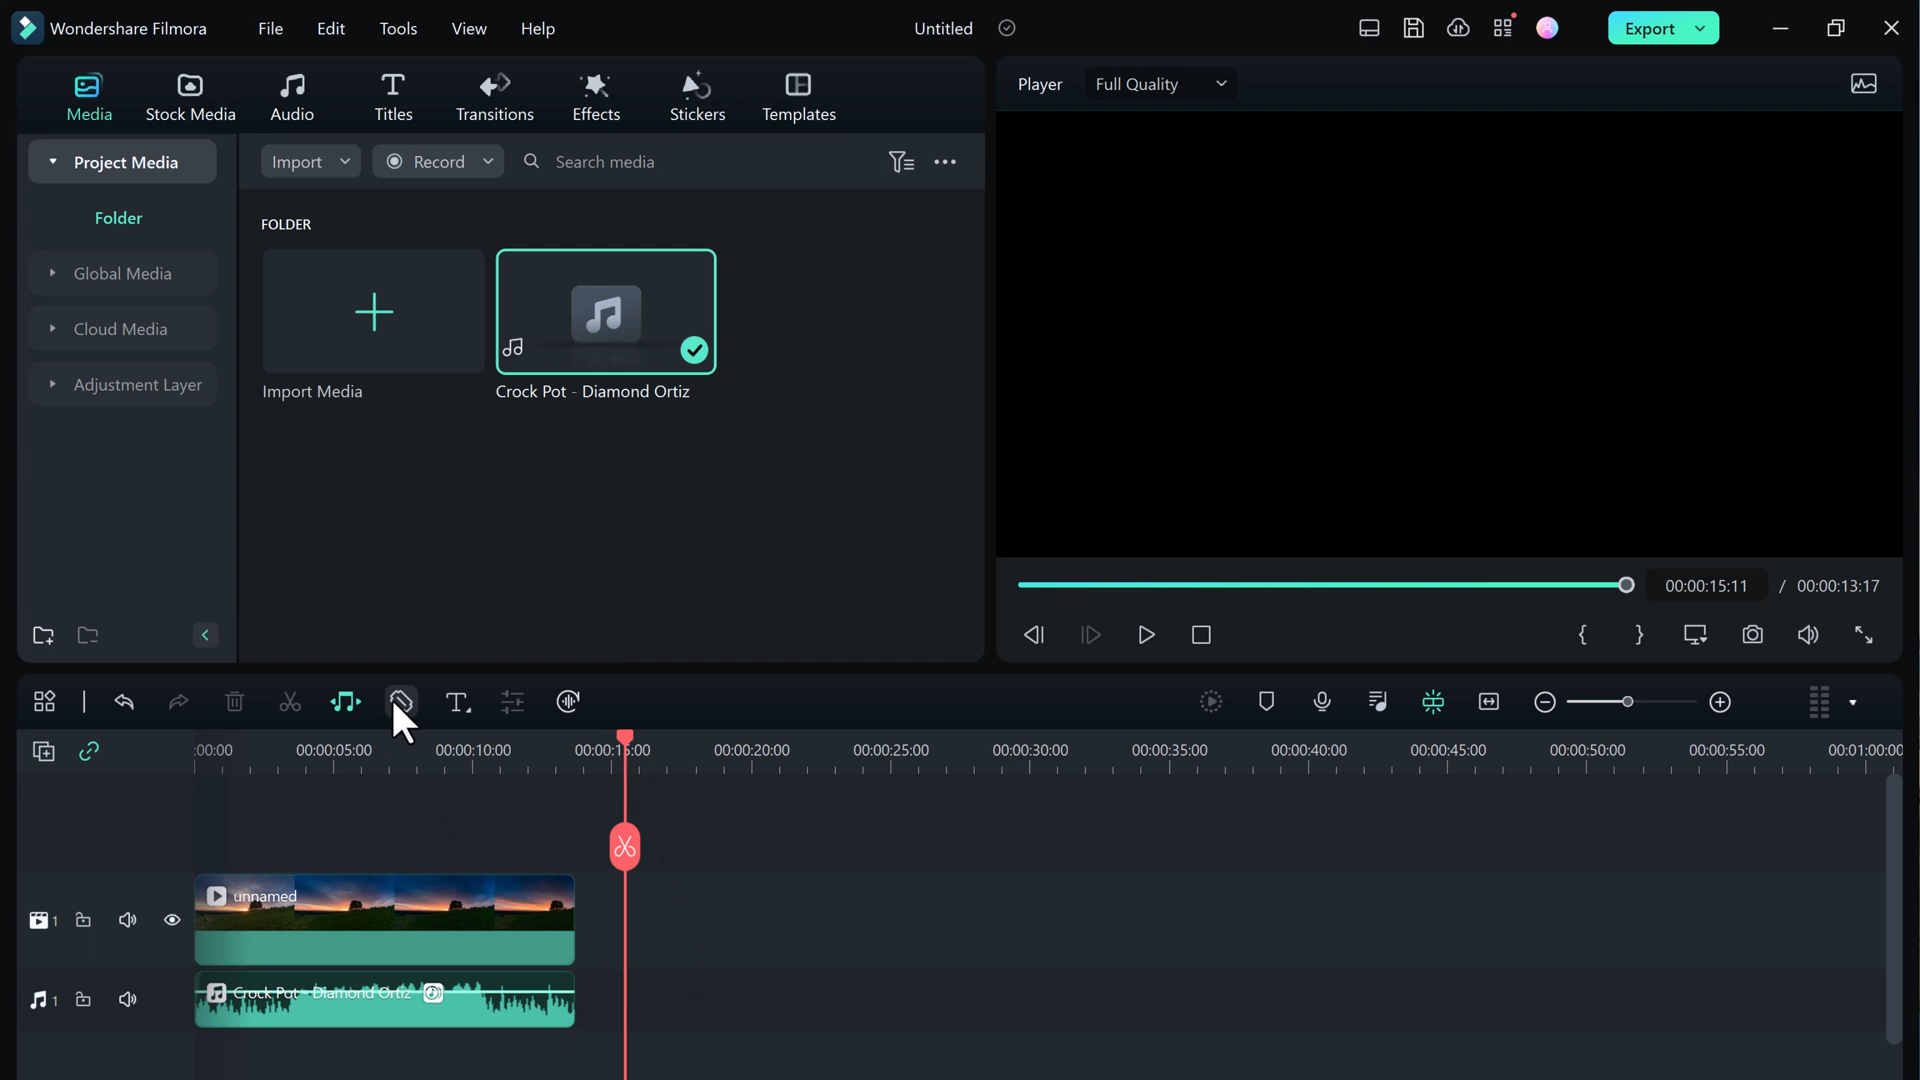 Wondershare Filmora
File
Edit
Tools
View
Help
Untitled
Export
Media
Stock Media
Audio
Titles
Transitions
Effects
Stickers
Templates
Player
Full Quality
Project Media
Import
Record
Search media
Folder
FOLDER
Global Media
Cloud Media
Adjustment Layer
Import Media
Crock Pot - Diamond Ortiz
00:00:15:11
/ 00:00:13:17
:00:00
00:00:05:00
00:00:10:00
00:00:15:00
00:00:20:00
00:00:25:00
00:00:30:00
00:00:35:00
00:00:40:00
00:00:45:00
00:00:50:00
00:00:55:00
00:01:00:00
unnamed
1
Crock Pot - Diamond Ortiz
1